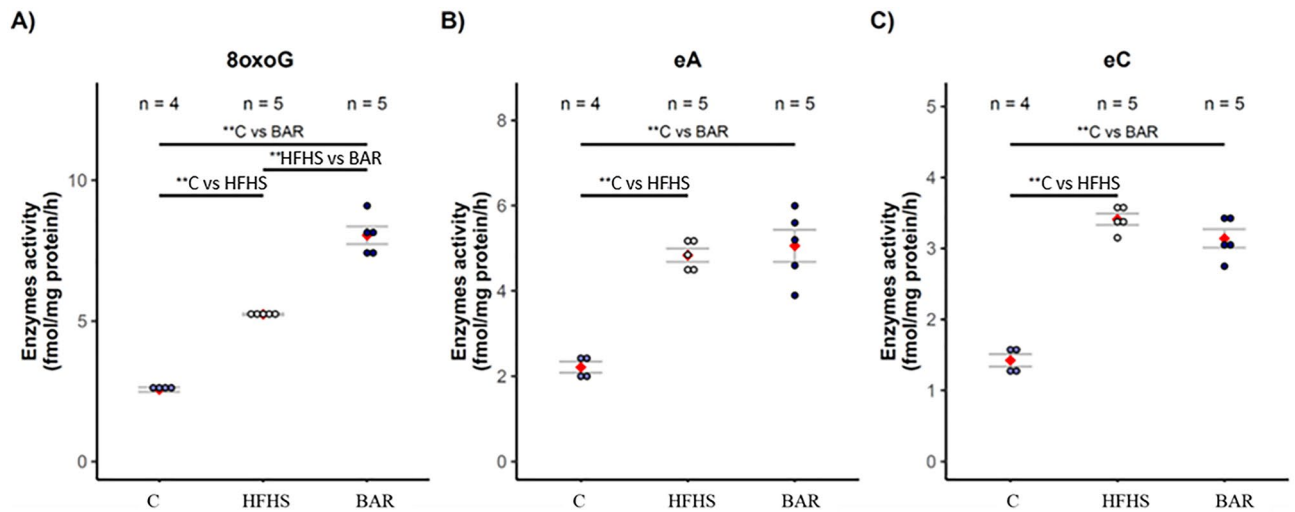 A)
8oxoG
n = 4 n = 5 n = 5
**C vs BAR
**HFHS vs BAR
**C vs HFHS
10
5
0
Enzymes activity
(fmol/mg protein/h)
C HFHS BAR
B)
eA
n = 4 n = 5 n = 5
**C vs BAR
**C vs HFHS
8
6
4
2
0
Enzymes activity
(fmol/mg protein/h)
C HFHS BAR
C)
eC
n = 4 n = 5 n = 5
**C vs BAR
**C vs HFHS
5
4
3
2
1
0
Enzymes activity
(fmol/mg protein/h)
C HFHS BAR